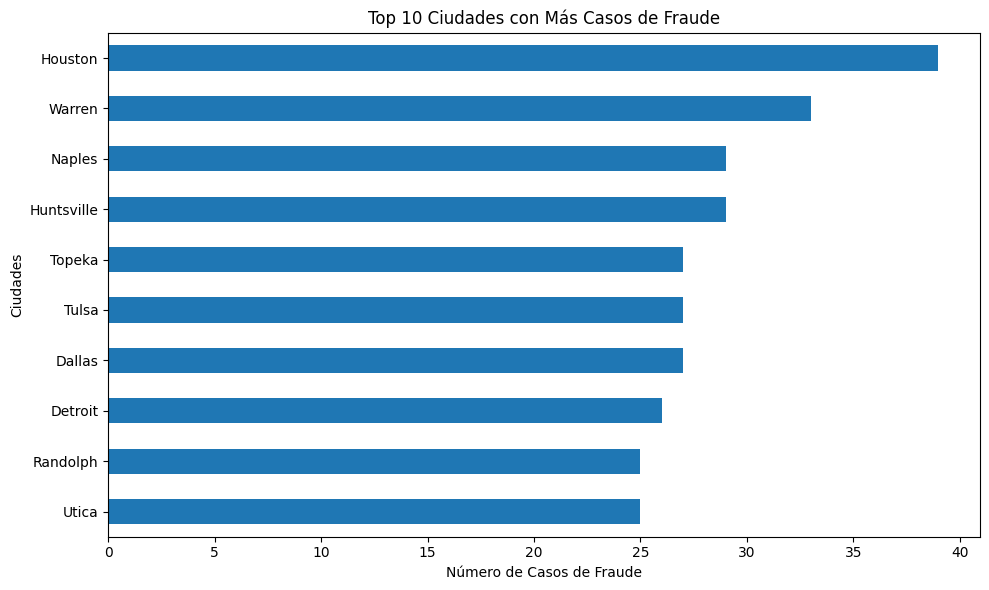 Top 10 Ciudades con Más Casos de Fraude
Ciudades
Houston
Warren
Naples
Huntsville
Topeka
Tulsa
Dallas
Detroit
Randolph
Utica
0 5 10 15 20 25 30 35 40
Número de Casos de Fraude